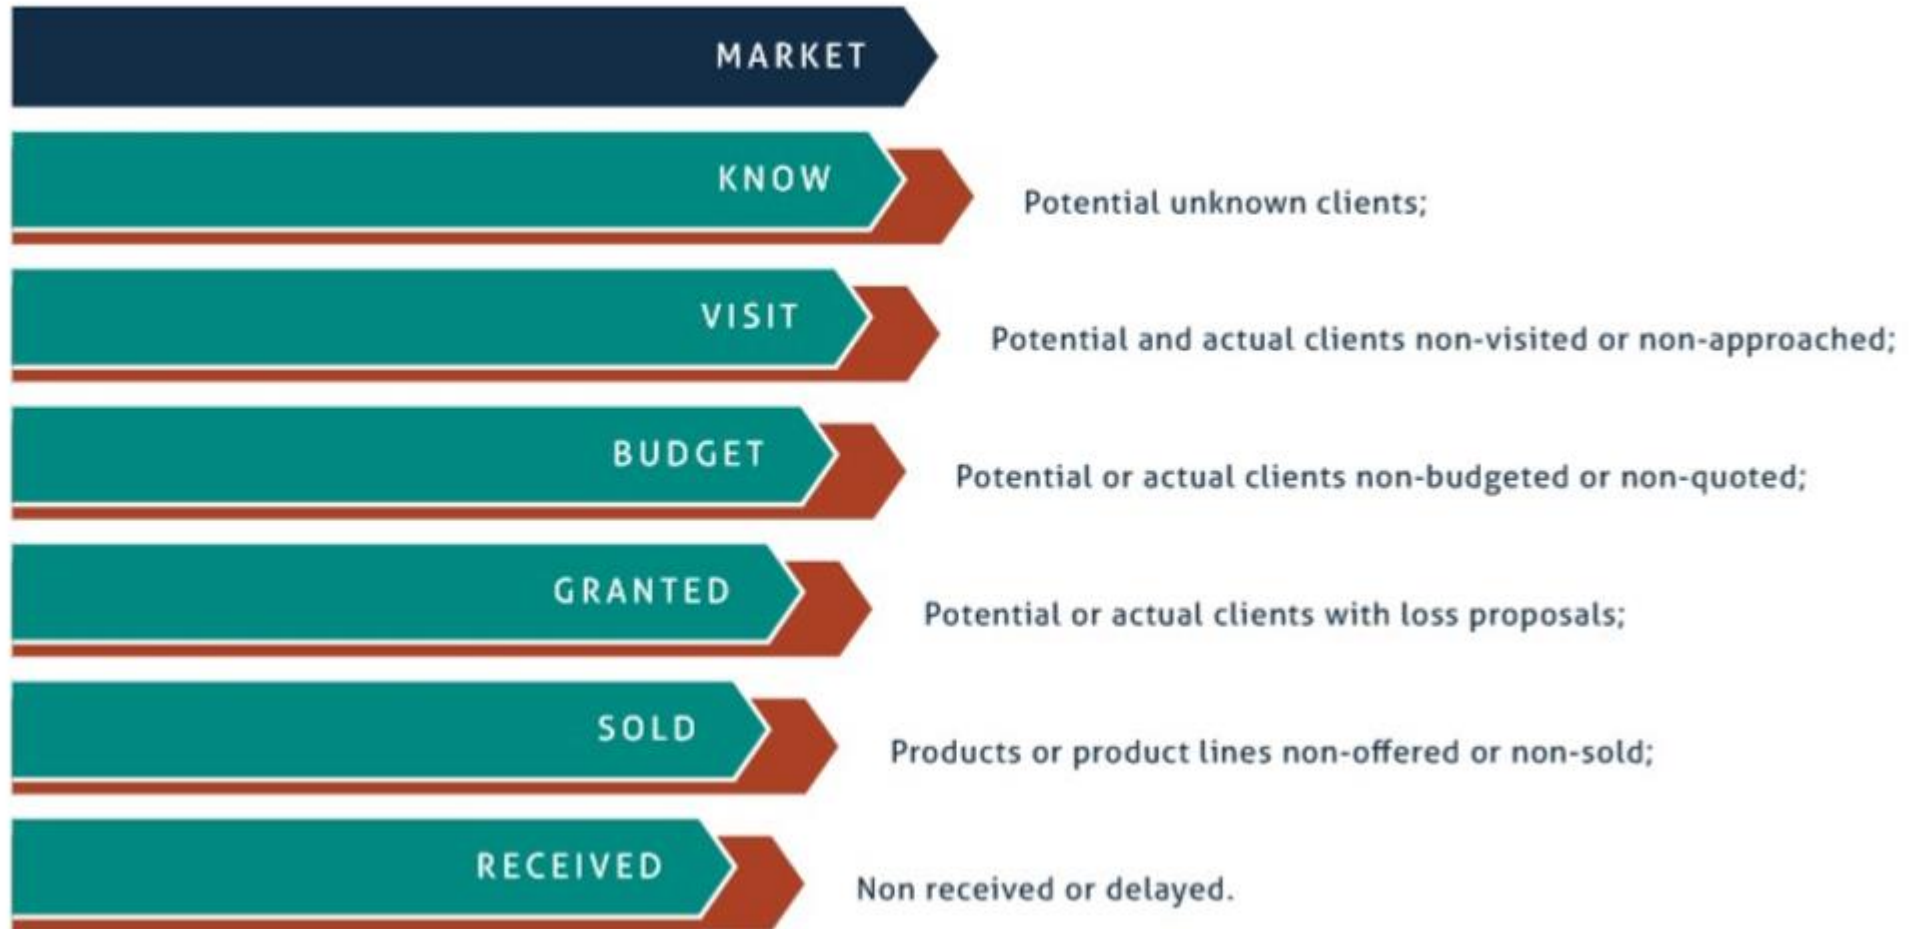 MARKET
KNOW
Potential unknown clients;
VISIT
Potential and actual clients non-visited or non-approached;
BUDGET
Potential or actual clients non-budgeted or non-quoted;
GRANTED
Potential or actual clients with loss proposals;
SOLD
Products or product lines non-offered or non-sold;
RECEIVED
Non received or delayed.